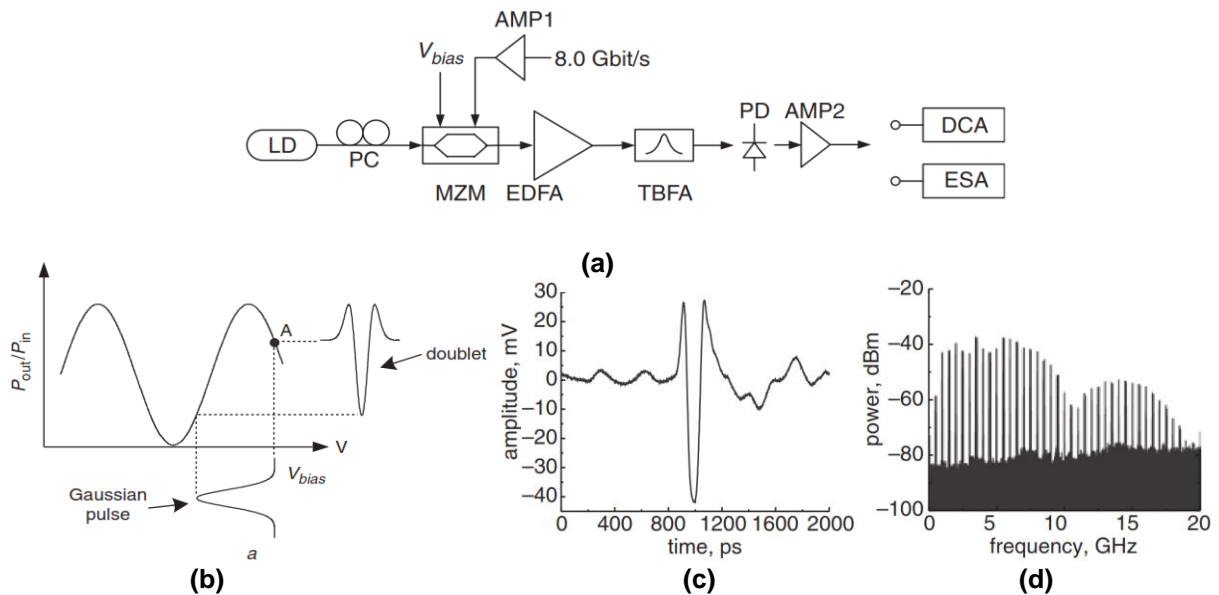 AMP1
V_bias
8.0 Gbit/s
LD
PC
MZM
EDFA
TBFA
PD
AMP2
DCA
ESA
(a)
P_out/P_in
A
doublet
V
V_bias
Gaussian
pulse
a
(b)
amplitude, mV
30
20
10
0
−10
−20
−30
−40
0 400 800 1200 1600 2000
time, ps
(c)
power, dBm
−20
−40
−60
−80
−100
0 5 10 15 20
frequency, GHz
(d)